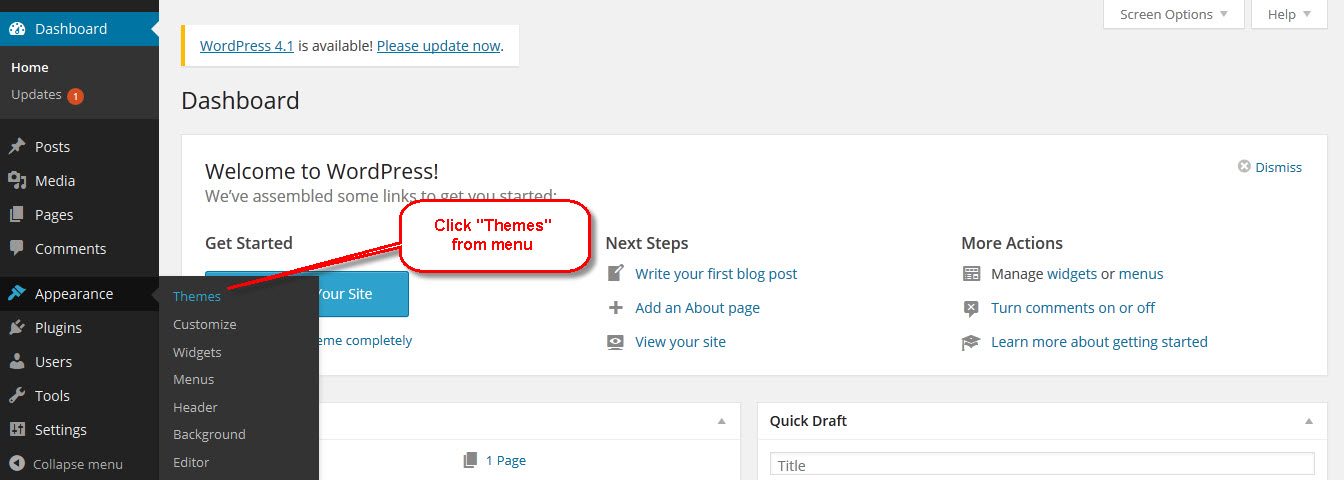 Dashboard
Home
Updates 1
Posts
Media
Pages
Comments
Appearance
Plugins
Users
Tools
Settings
Collapse menu
Themes
Customize
Widgets
Menus
Header
Background
Editor
Screen Options
Help
WordPress 4.1 is available! Please update now.
Dashboard
Welcome to WordPress!
Dismiss
We've assembled some links to get you started:
Click "Themes"
from menu
Get Started
Your Site
eme completely
Next Steps
Write your first blog post
Add an About page
View your site
More Actions
Manage widgets or menus
Turn comments on or off
Learn more about getting started
1 Page
Quick Draft
Title